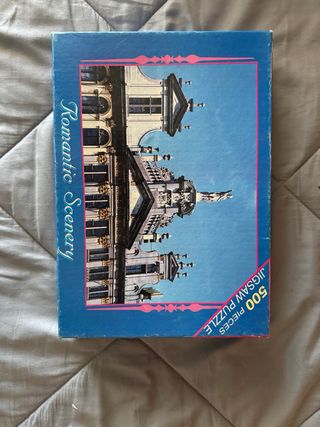 Romantic Scenery
500 PIECES
JIGSAW PUZZLE